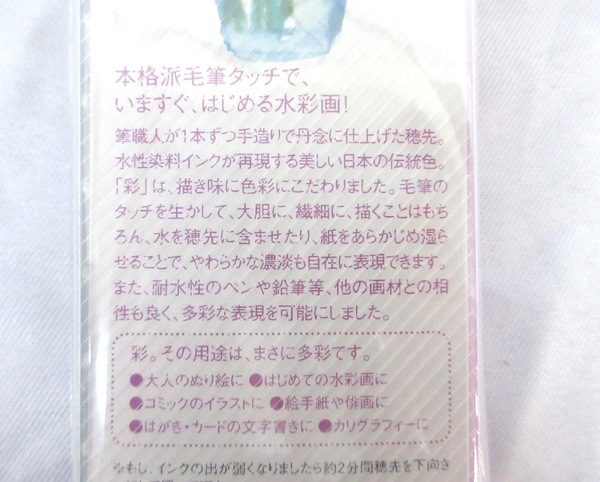 本格派毛筆タッチで、
いますぐ、はじめる水彩画!
筆職人が1本ずつ手造りで丹念に仕上げた穂先。
水性染料インクが再現する美しい日本の伝統色。
「彩」は、描き味に色彩にこだわりました。毛筆の
タッチを生かして、大胆に、繊細に、描くことはもち
ろん、水を穂先に含ませたり、紙をあらかじめ湿ら
せることで、やわらかな濃淡も自在に表現できます。
また、耐水性のペンや鉛筆等、他の画材との相
性も良く、多彩な表現を可能にしました。
彩。その用途は、まさに多彩です。
●大人のぬり絵に ●はじめての水彩画に
●コミックのイラストに ●絵手紙や俳画に
●はがき・カードの文字書きに ●カリグラフィーに
※もし、インクの出が弱くなりましたら約2分間穂先を下向き